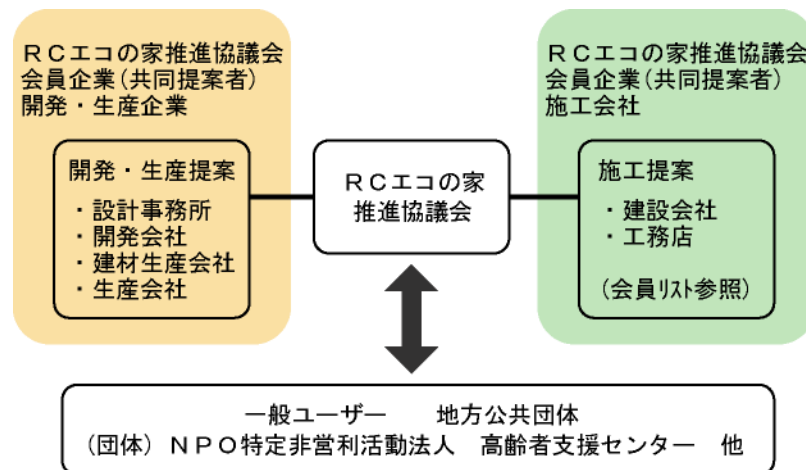 RCエコの家推進協議会
会員企業(共同提案者)
開発・生産企業
開発・生産提案
・設計事務所
・開発会社
・建材生産会社
・生産会社
RCエコの家
推進協議会
RCエコの家推進協議会
会員企業(共同提案者)
施工会社
施工提案
・建設会社
・工務店
(会員リスト参照)
一般ユーザー　地方公共団体
(団体)NPO特定非営利活動法人　高齢者支援センター　他